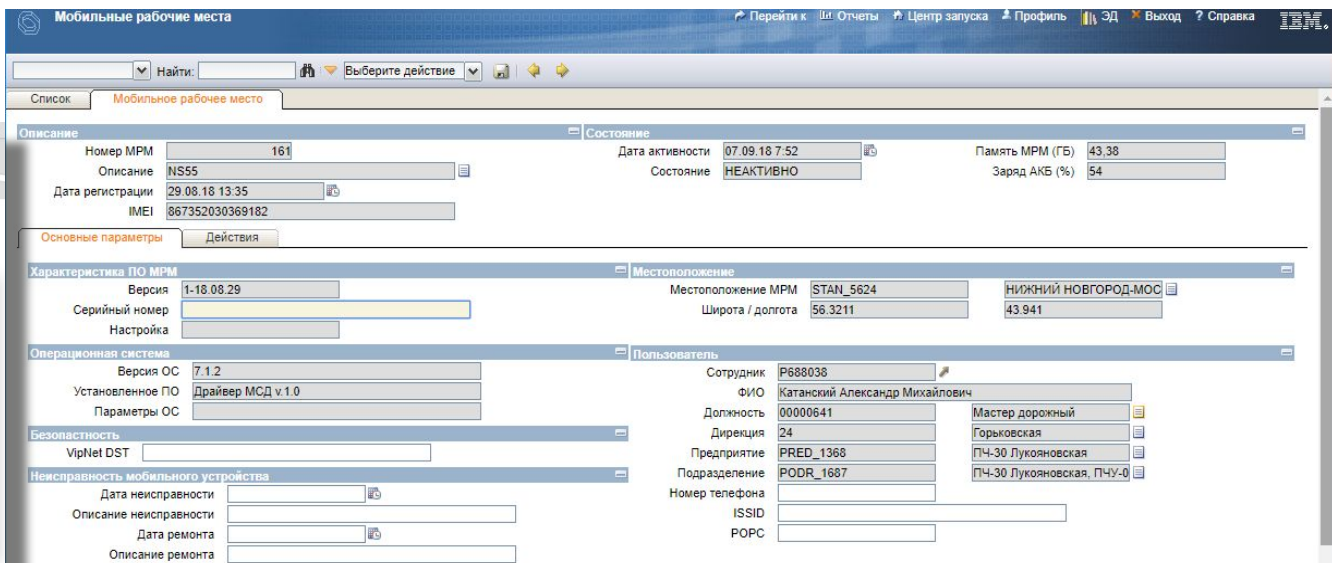 Мобильные рабочие места
Перейти к Отчеты Центр запуска Профиль ЭД Выход ? Справка IBM.
Найти: Выберите действие
Список Мобильное рабочее место
Описание Состояние
Номер МРМ 161 Дата активности 07.09.18 7:52 Память МРМ (ГБ) 43,38
Описание NS55 Состояние НЕАКТИВНО Заряд АКБ (%) 54
Дата регистрации 29.08.18 13:35
IMEI 867352030369182
Основные параметры Действия
Характеристика ПО МРМ Местоположение
Версия 1-18.08.29 Местоположение МРМ STAN_5624 НИЖНИЙ НОВГОРОД-МОС
Серийный номер Широта / долгота 56.3211 43.941
Настройка
Операционная система Пользователь
Версия ОС 7.1.2 Сотрудник P688038
Установленное ПО Драйвер МСД v.1.0 ФИО Катанский Александр Михайлович
Параметры ОС Должность 00000641 Мастер дорожный
Безопастность Дирекция 24 Горьковская
VipNet DST Предприятие PRED_1368 ПЧ-30 Лукояновская
Неисправность мобильного устройства Подразделение PODR_1687 ПЧ-30 Лукояновская, ПЧУ-0
Дата неисправности Номер телефона
Описание неисправности ISSID
Дата ремонта РОРС
Описание ремонта